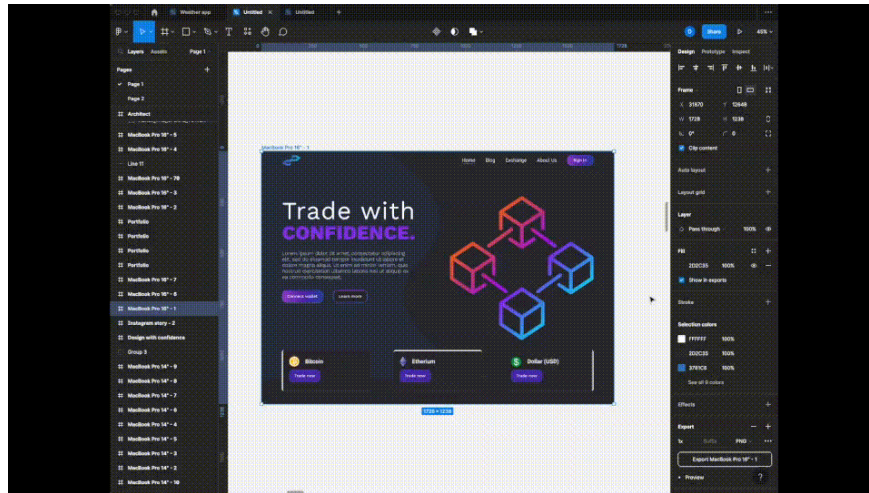 Weather app
Untitled
Untitled
Share
45%
Layers
Assets
Page 1
Design
Prototype
Inspect
Pages
Page 1
Page 2
Architect
MacBook Pro 16" - 5
MacBook Pro 16" - 4
Line 11
MacBook Pro 16" - 3
MacBook Pro 16" - 2
Portfolio
Portfolio
Portfolio
Portfolio
MacBook Pro 16" - 7
MacBook Pro 16" - 6
MacBook Pro 16" - 1
Instagram story - 2
Design with confidence
Group 3
MacBook Pro 14" - 9
MacBook Pro 14" - 8
MacBook Pro 14" - 7
MacBook Pro 14" - 6
MacBook Pro 14" - 4
MacBook Pro 14" - 5
MacBook Pro 14" - 3
MacBook Pro 14" - 2
MacBook Pro 14" - 10
MacBook Pro 16" - 1
Home
Blog
Exchange
About Us
Sign in
Trade with
CONFIDENCE.
Connect wallet
Learn more
Bitcoin
Trade now
Etherium
Trade now
Dollar (USD)
Trade now
1728 × 1238
Frame
X 31670
Y 12648
W 1728
H 1238
0°
0
Clip content
Auto layout
Layout grid
Layer
Pass through
100%
Fill
2D2C35
100%
Show in exports
Stroke
Selection colors
FFFFFF
100%
2D2C35
100%
100%
See all 8 colors
Effects
Export
1x
Suffix
PNG
Export MacBook Pro 16" - 1
Preview
?